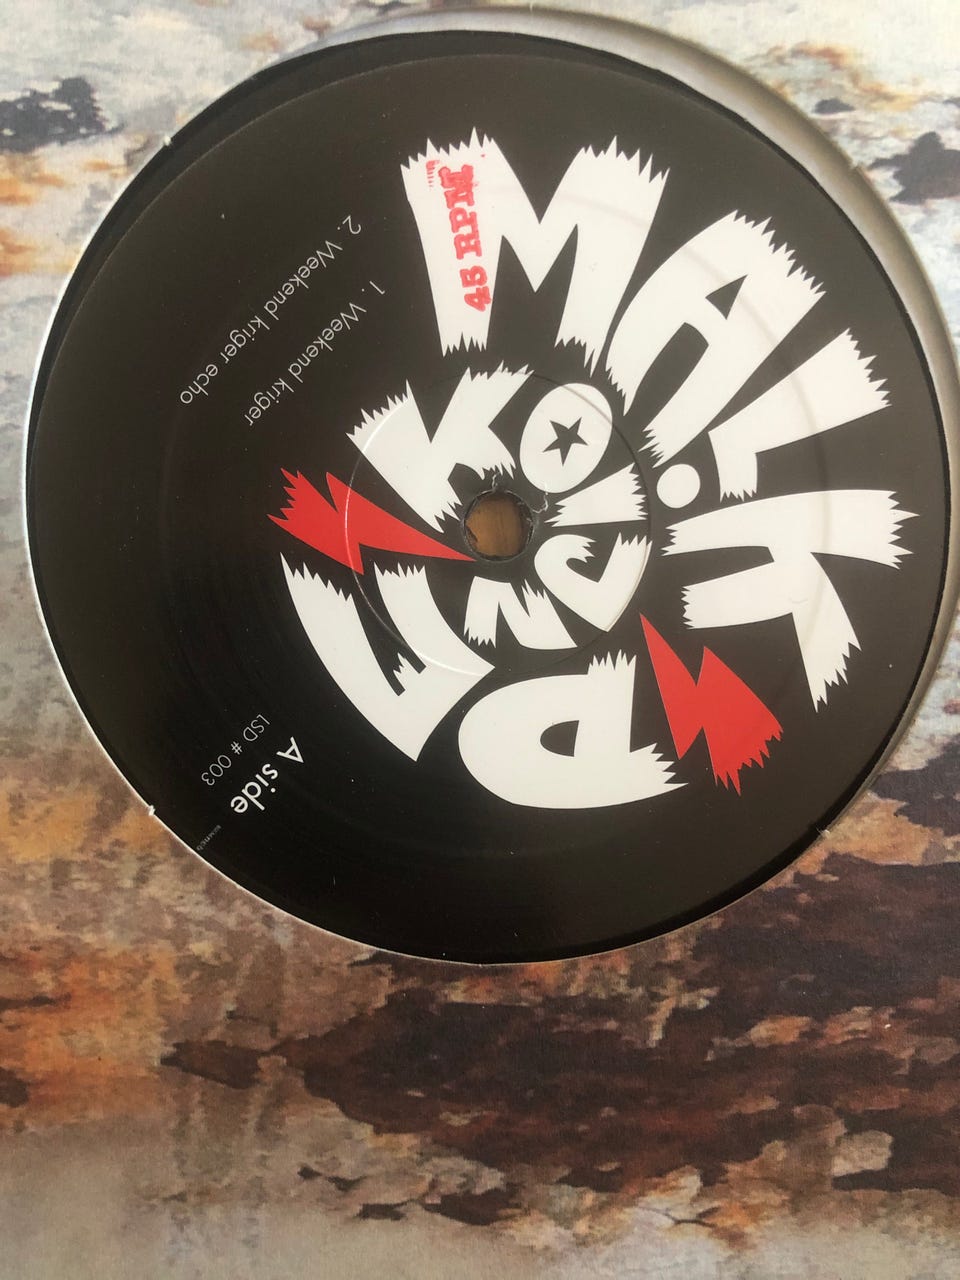 MALK
DE
KOIJN
45 RPM
1. Weekend kriger
2. Weekend kriger echo
A side
LSD # 003